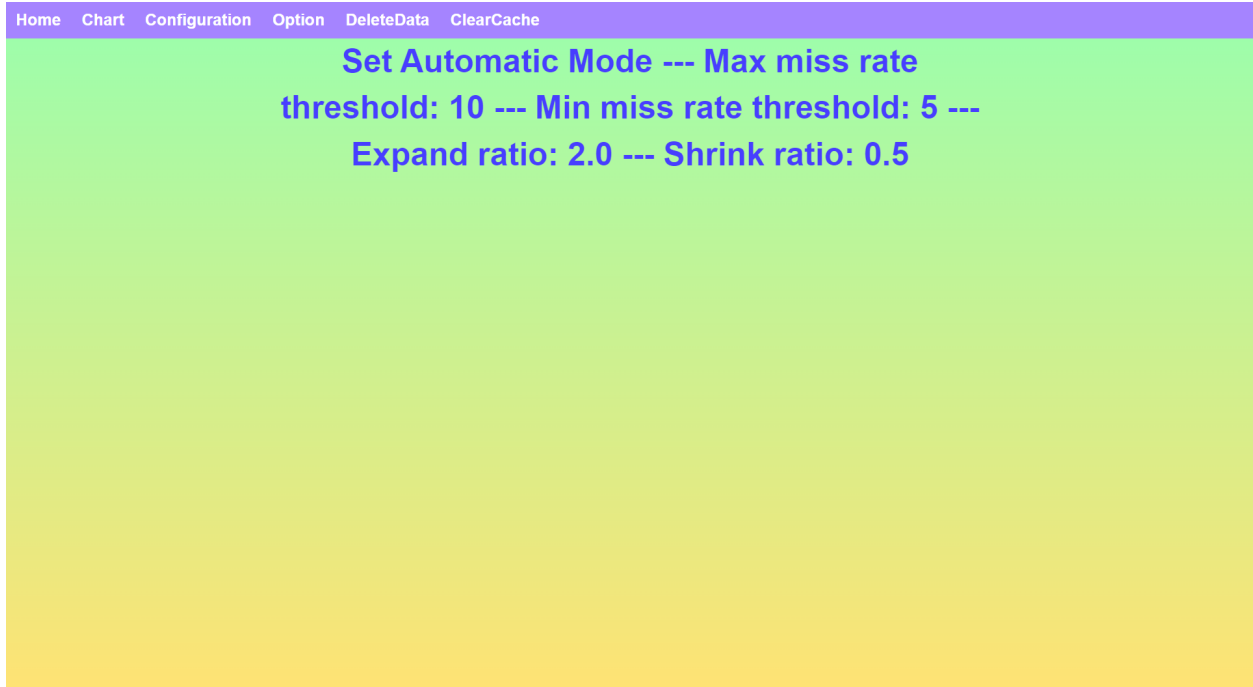 Home Chart Configuration Option DeleteData ClearCache
Set Automatic Mode --- Max miss rate
threshold: 10 --- Min miss rate threshold: 5 ---
Expand ratio: 2.0 --- Shrink ratio: 0.5